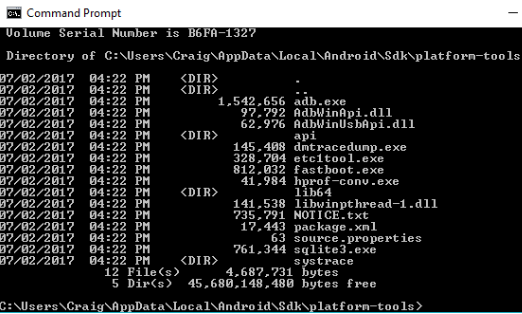 Command Prompt
Volume Serial Number is B6FA-1327
Directory of C:\Users\Craig\AppData\Local\Android\Sdk\platform-tools
07/02/2017 04:22 PM <DIR> .
07/02/2017 04:22 PM <DIR> ..
07/02/2017 04:22 PM 1,542,656 adb.exe
07/02/2017 04:22 PM 97,792 AdbWinApi.dll
07/02/2017 04:22 PM 62,976 AdbWinUsbApi.dll
07/02/2017 04:22 PM <DIR> api
07/02/2017 04:22 PM 145,408 dmtracedump.exe
07/02/2017 04:22 PM 328,704 etc1tool.exe
07/02/2017 04:22 PM 812,032 fastboot.exe
07/02/2017 04:22 PM 41,984 hprof-conv.exe
07/02/2017 04:22 PM <DIR> lib64
07/02/2017 04:22 PM 141,538 libwinpthread-1.dll
07/02/2017 04:22 PM 735,791 NOTICE.txt
07/02/2017 04:22 PM 17,443 package.xml
07/02/2017 04:22 PM 63 source.properties
07/02/2017 04:22 PM 761,344 sqlite3.exe
07/02/2017 04:22 PM <DIR> systrace
12 File(s) 4,687,731 bytes
5 Dir(s) 45,680,148,480 bytes free
C:\Users\Craig\AppData\Local\Android\Sdk\platform-tools>